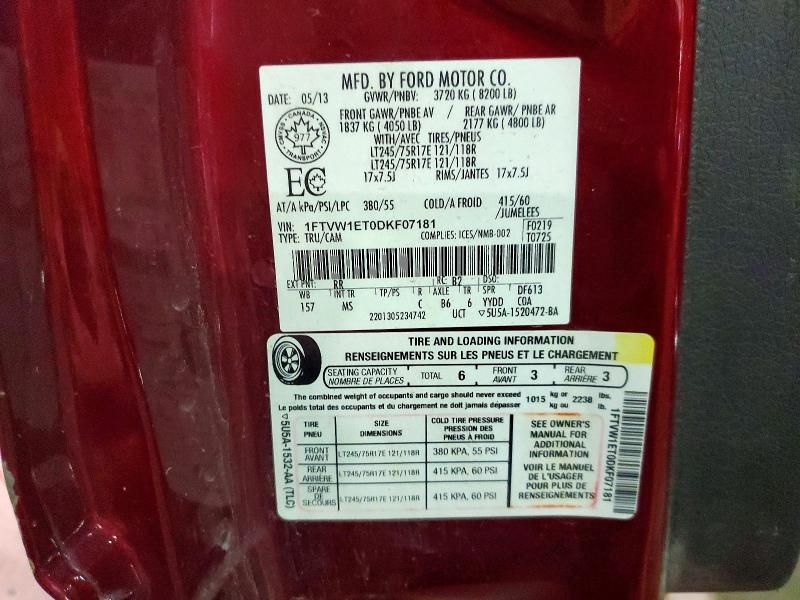 MFD. BY FORD MOTOR CO.
DATE: 05/13 GVWR/PNBV: 3720 KG ( 8200 LB)
FRONT GAWR/PNBE AV / REAR GAWR/ PNBE AR
1837 KG ( 4050 LB) 2177 KG ( 4800 LB)
WITH/AVEC TIRES/PNEUS
LT245/75R17E 121/118R
LT245/75R17E 121/118R
17x7.5J RIMS/JANTES 17x7.5J
CANADA
977
TRANSPORT
EC
AT/A kPa/PSI/LPC 380/55 COLD/A FROID 415/60
/JUMELEES
VIN: 1FTVW1ET0DKF07181 F0219
TYPE: TRU/CAM COMPLIES: ICES/NMB-002 T0725
EXT PNT: RR RC: B2 DSO:
WB INT TR TP/PS R AXLE TR SPR DF613
157 MS C B6 6 YYDD COA
2201305234742 UCT ▽5U5A-1520472-BA
TIRE AND LOADING INFORMATION
RENSEIGNEMENTS SUR LES PNEUS ET LE CHARGEMENT
SEATING CAPACITY
NOMBRE DE PLACES TOTAL 6 FRONT
AVANT 3 REAR
ARRIÈRE 3
The combined weight of occupants and cargo should never exceed 1015 kg or 2238 lbs.
Le poids total des occupants et du chargement ne doit jamais dépasser kg ou lb.
TIRE
PNEU
SIZE
DIMENSIONS
COLD TIRE PRESSURE
PRESSION DES
PNEUS À FROID
FRONT
AVANT
LT245/75R17E 121/118R
380 KPA, 55 PSI
REAR
ARRIÈRE
LT245/75R17E 121/118R
415 KPA, 60 PSI
SPARE
DE
SECOURS
LT245/75R17E 121/118R
415 KPA, 60 PSI
SEE OWNER'S
MANUAL FOR
ADDITIONAL
INFORMATION
VOIR LE MANUEL
DE L'USAGER
POUR PLUS DE
RENSEIGNEMENTS
▽5U5A-1532-AA (TLC)
1FTVW1ET0DKF07181